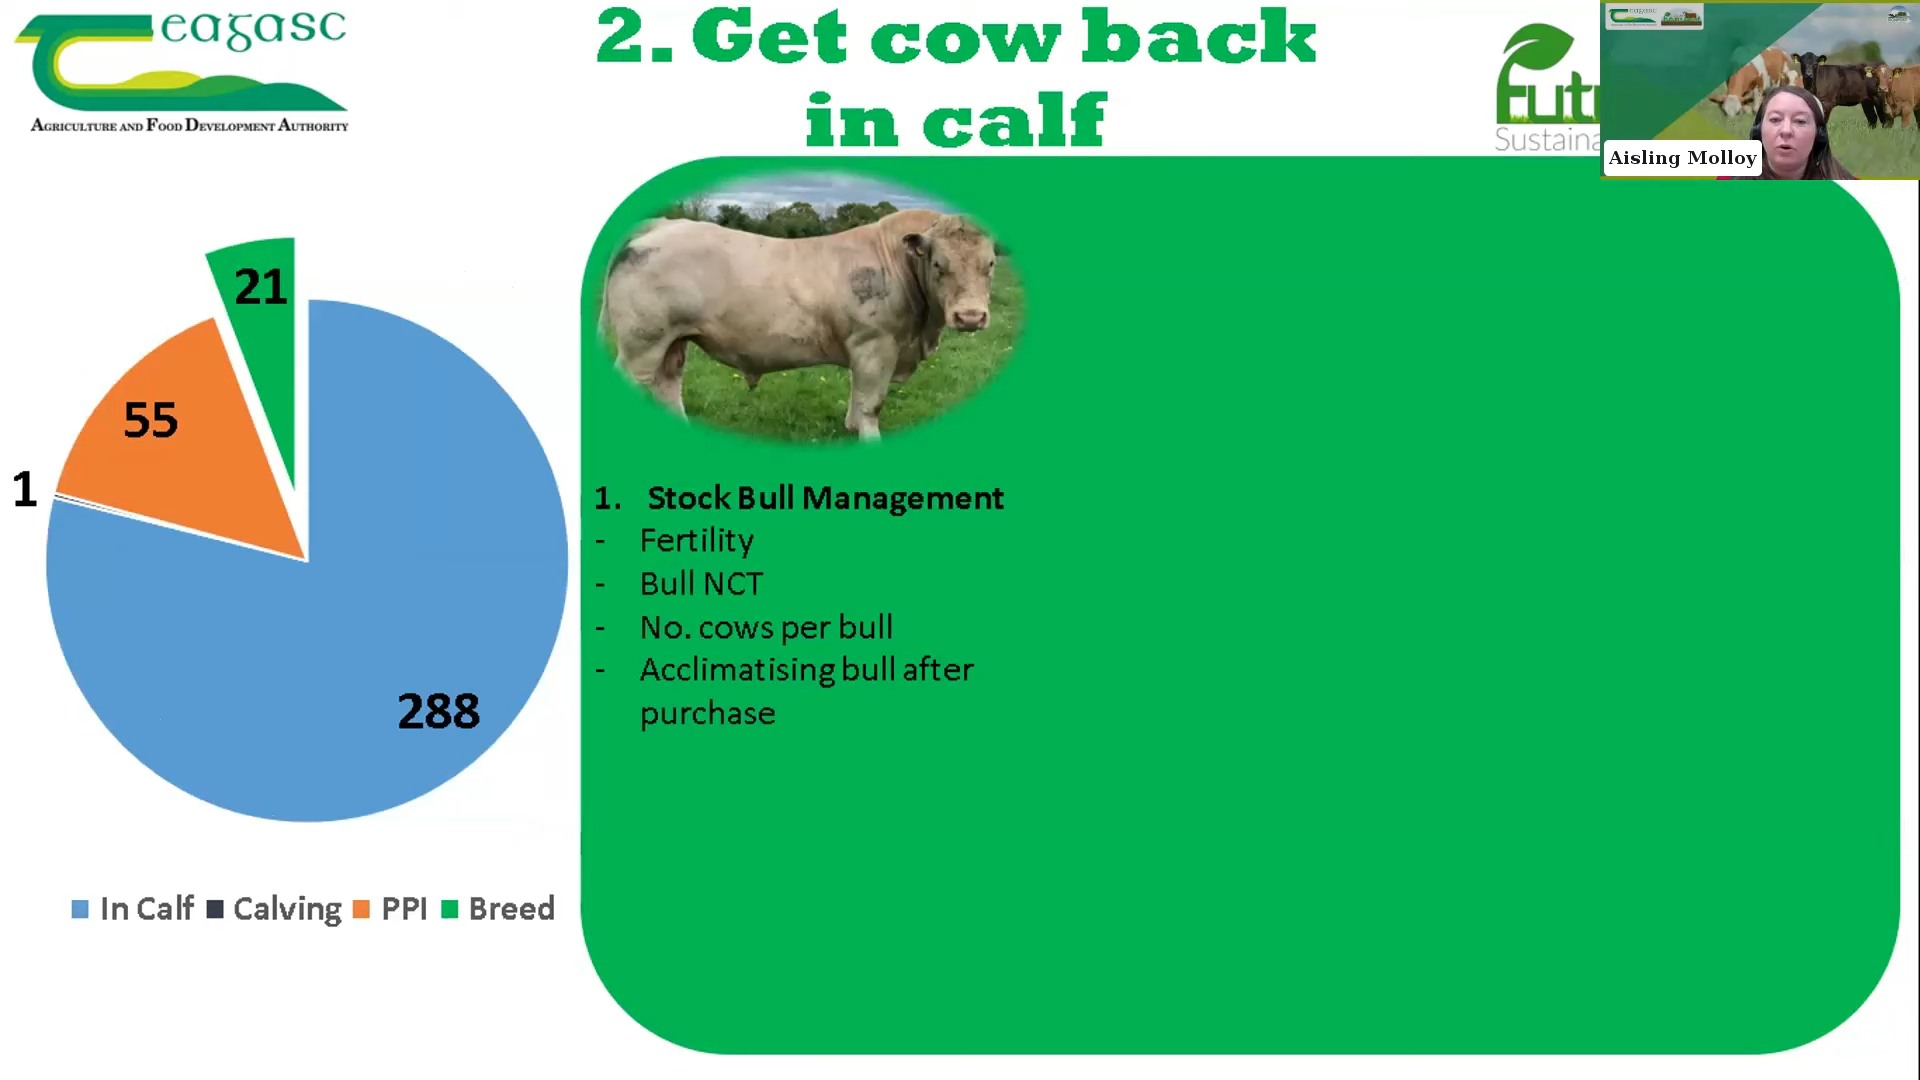 eagasc
AGRICULTURE AND FOOD DEVELOPMENT AUTHORITY
2. Get cow back
in calf
Futu
Sustaina
Aisling Molloy
21
55
1
288
In Calf Calving PPI Breed
1. Stock Bull Management
- Fertility
- Bull NCT
- No. cows per bull
- Acclimatising bull after
purchase